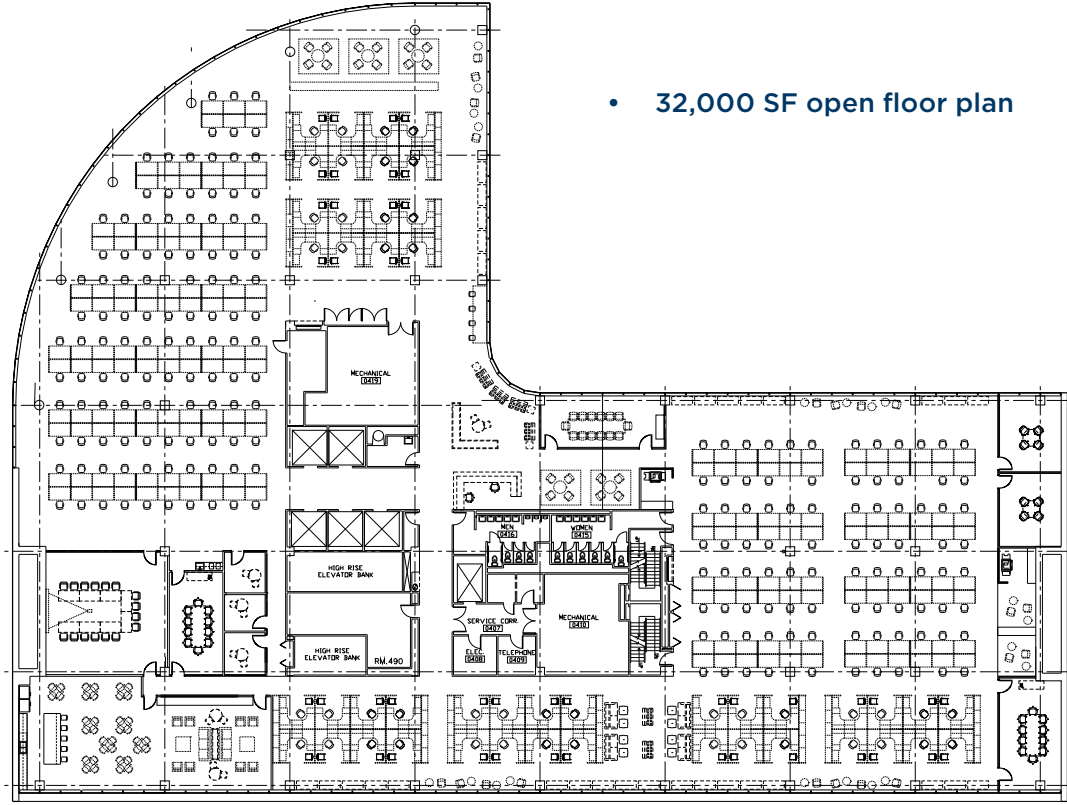 • 32,000 SF open floor plan
MECHANICAL
0419
MEN
0416
WOMEN
0415
HIGH RISE
ELEVATOR BANK
SERVICE CORR.
0407
MECHANICAL
0410
ELEC.
0408
TELEPHONE
0409
HIGH RISE
ELEVATOR BANK
RM.490